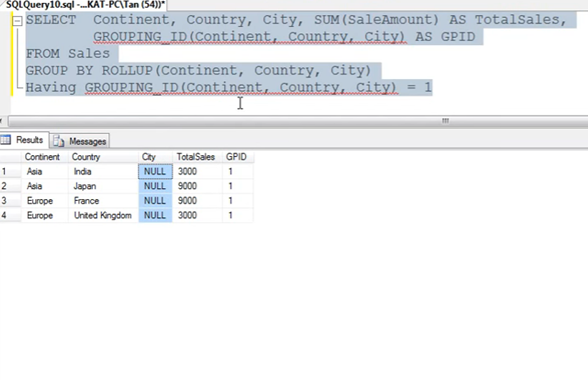 SQLQuery10.sql -...KAT-PC\Tan (54))*
SELECT Continent, Country, City, SUM(SaleAmount) AS TotalSales,
GROUPING_ID(Continent, Country, City) AS GPID
FROM Sales
GROUP BY ROLLUP(Continent, Country, City)
Having GROUPING_ID(Continent, Country, City) = 1
Results Messages
Continent Country City TotalSales GPID
1 Asia India NULL 3000 1
2 Asia Japan NULL 9000 1
3 Europe France NULL 9000 1
4 Europe United Kingdom NULL 3000 1